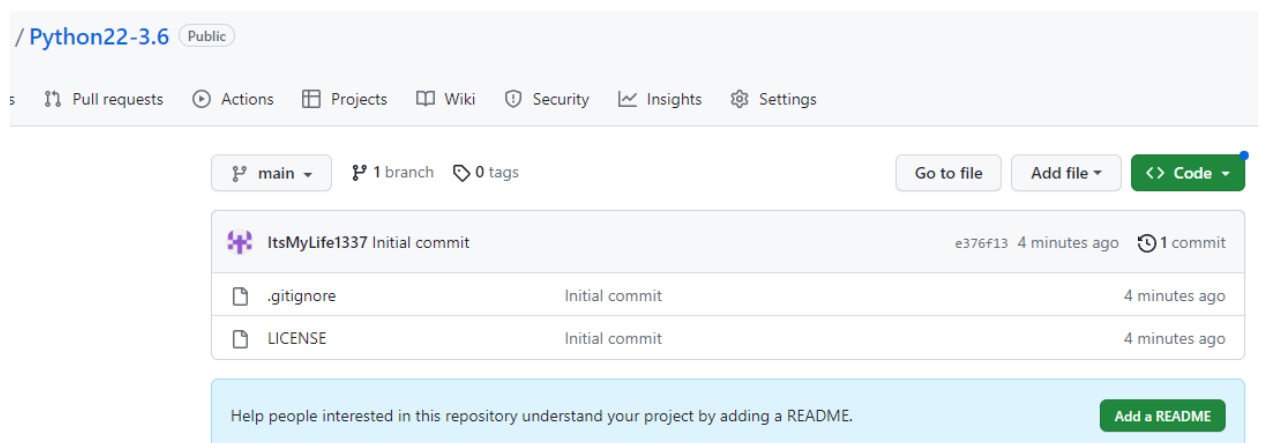 / Python22-3.6 Public
s Pull requests Actions Projects Wiki Security Insights Settings
main 1 branch 0 tags Go to file Add file Code
ItsMyLife1337 Initial commit e376f13 4 minutes ago 1 commit
.gitignore Initial commit 4 minutes ago
LICENSE Initial commit 4 minutes ago
Help people interested in this repository understand your project by adding a README. Add a README